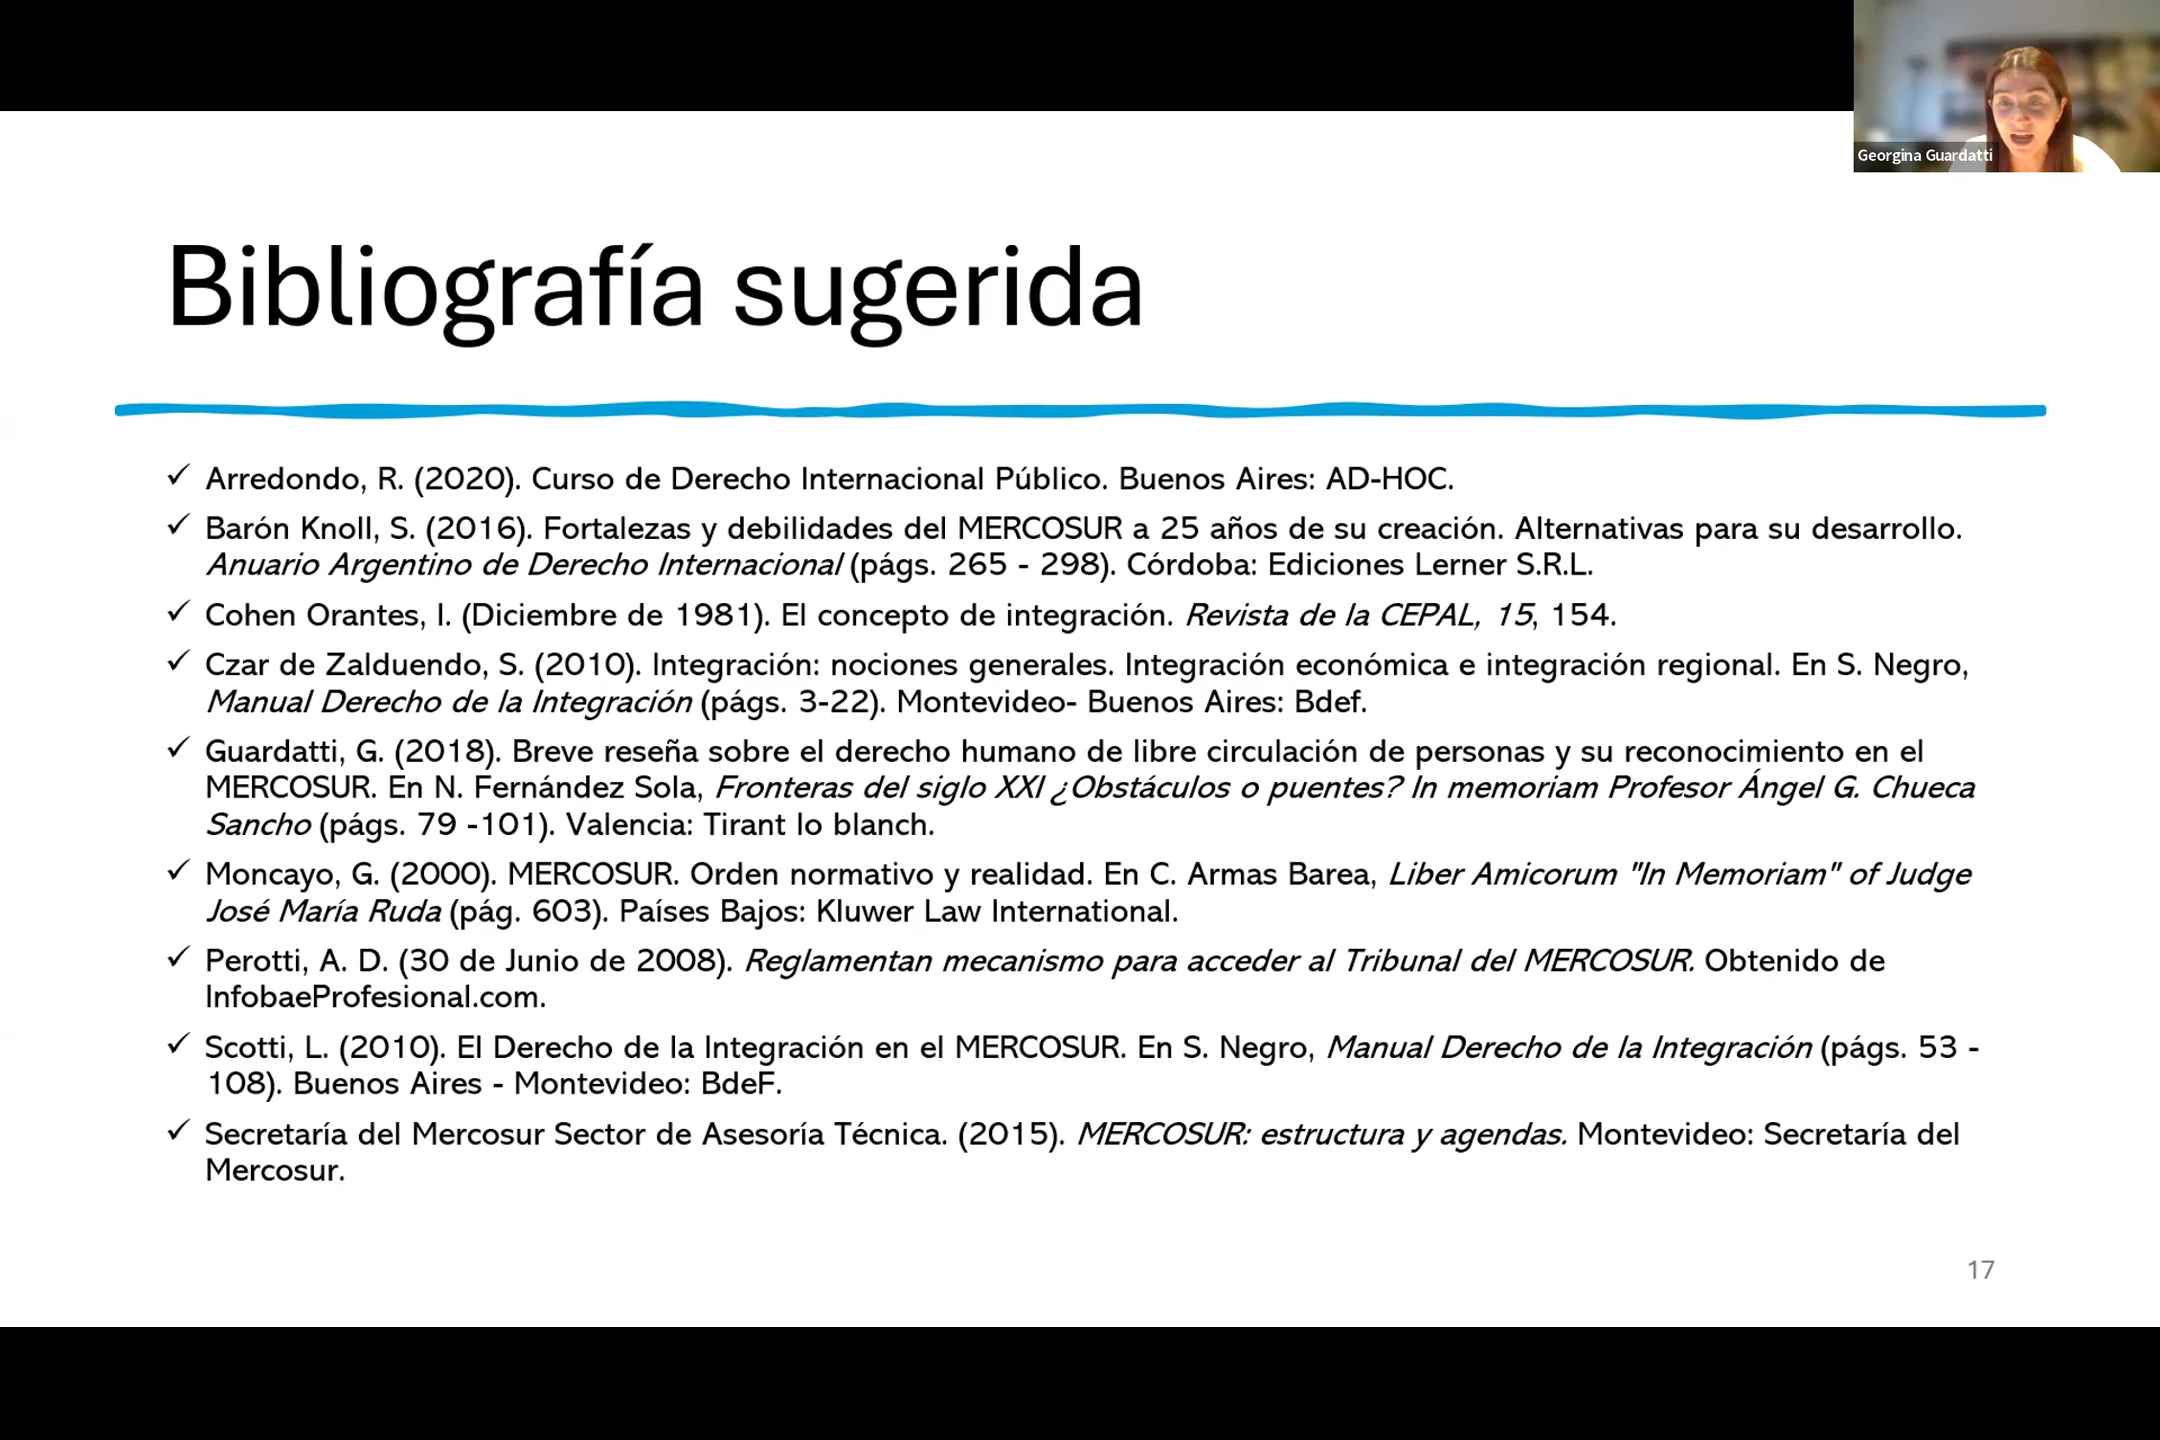 Georgina Guardatti
Bibliografía sugerida
✓ Arredondo, R. (2020). Curso de Derecho Internacional Público. Buenos Aires: AD-HOC.
✓ Barón Knoll, S. (2016). Fortalezas y debilidades del MERCOSUR a 25 años de su creación. Alternativas para su desarrollo.
Anuario Argentino de Derecho Internacional (págs. 265 - 298). Córdoba: Ediciones Lerner S.R.L.
✓ Cohen Orantes, I. (Diciembre de 1981). El concepto de integración. Revista de la CEPAL, 15, 154.
✓ Czar de Zalduendo, S. (2010). Integración: nociones generales. Integración económica e integración regional. En S. Negro,
Manual Derecho de la Integración (págs. 3-22). Montevideo- Buenos Aires: Bdef.
✓ Guardatti, G. (2018). Breve reseña sobre el derecho humano de libre circulación de personas y su reconocimiento en el
MERCOSUR. En N. Fernández Sola, Fronteras del siglo XXI ¿Obstáculos o puentes? In memoriam Profesor Ángel G. Chueca
Sancho (págs. 79 -101). Valencia: Tirant lo blanch.
✓ Moncayo, G. (2000). MERCOSUR. Orden normativo y realidad. En C. Armas Barea, Liber Amicorum "In Memoriam" of Judge
José María Ruda (pág. 603). Países Bajos: Kluwer Law International.
✓ Perotti, A. D. (30 de Junio de 2008). Reglamentan mecanismo para acceder al Tribunal del MERCOSUR. Obtenido de
InfobaeProfesional.com.
✓ Scotti, L. (2010). El Derecho de la Integración en el MERCOSUR. En S. Negro, Manual Derecho de la Integración (págs. 53 -
108). Buenos Aires - Montevideo: BdeF.
✓ Secretaría del Mercosur Sector de Asesoría Técnica. (2015). MERCOSUR: estructura y agendas. Montevideo: Secretaría del
Mercosur.
17